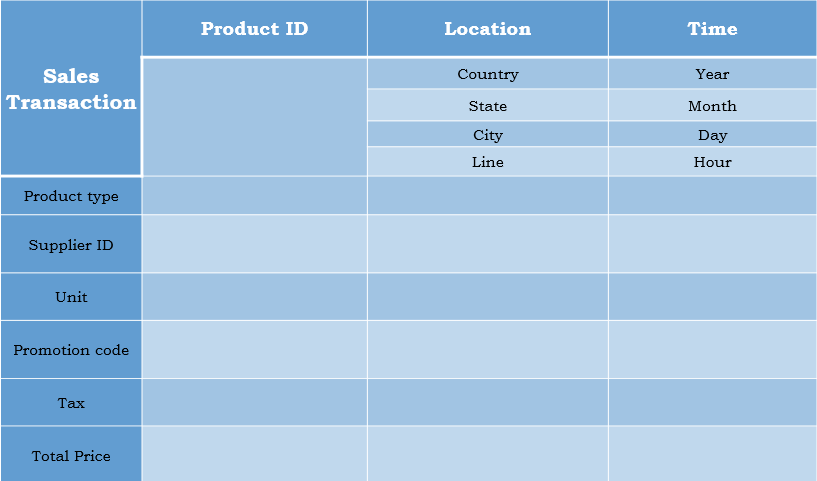 Product ID
Location
Time
Sales
Transaction
Country
Year
State
Month
City
Day
Line
Hour
Product type
Supplier ID
Unit
Promotion code
Tax
Total Price